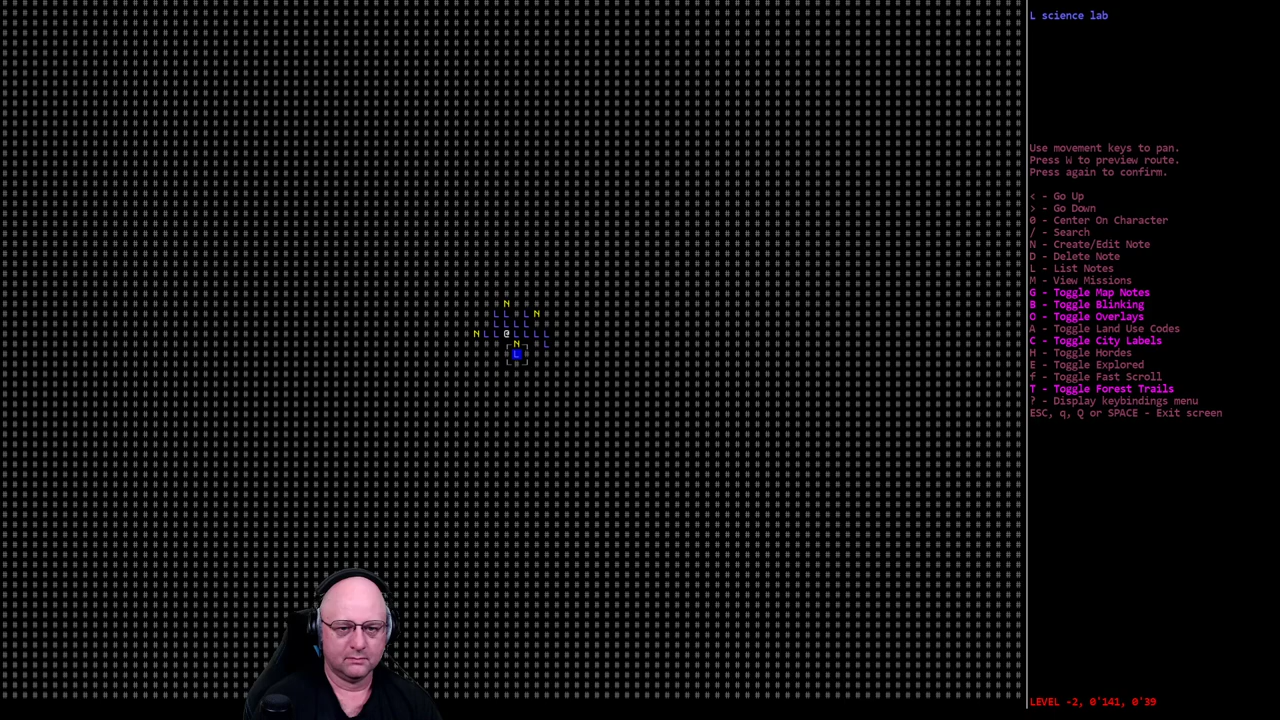 L science lab
Use movement keys to pan.
Press W to preview route.
Press again to confirm.
< - Go Up
> - Go Down
0 - Center On Character
/ - Search
N - Create/Edit Note
D - Delete Note
L - List Notes
M - View Missions
G - Toggle Map Notes
B - Toggle Blinking
O - Toggle Overlays
A - Toggle Land Use Codes
C - Toggle City Labels
H - Toggle Hordes
E - Toggle Explored
f - Toggle Fast Scroll
T - Toggle Forest Trails
? - Display keybindings menu
ESC, q, Q or SPACE - Exit screen
LEVEL -2, 0'141, 0'39